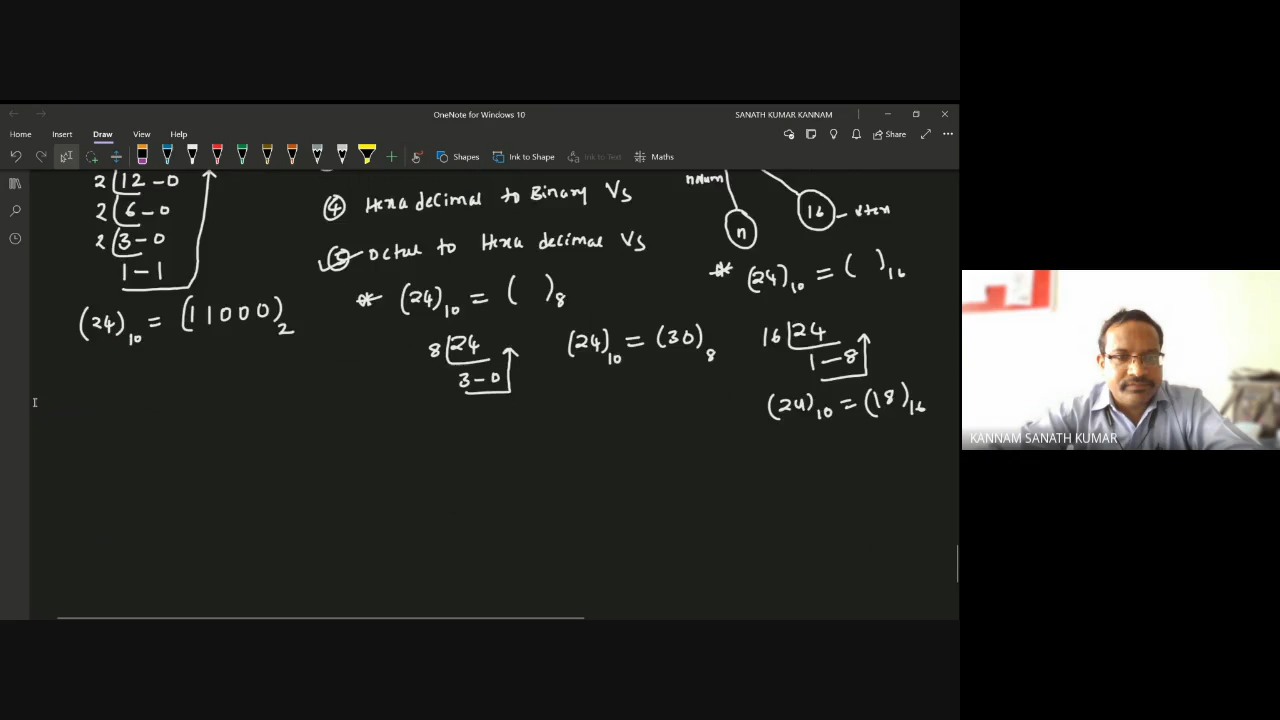 OneNote for Windows 10
SANATH KUMAR KANNAM
Home Insert Draw View Help
Share
Shapes Ink to Shape Ink to Text Maths
2 12 - 0
2 6 - 0
2 3 - 0
1 - 1
(24)10 = (11000)2
④ Hexa decimal to Binary Vs
⑤ Octal to Hexa decimal Vs
* (24)10 = ( )8
8 24
3 - 0
(24)10 = (30)8
n
16
* (24)10 = ( )16
16 24
1 - 8
(24)10 = (18)16
KANNAM SANATH KUMAR